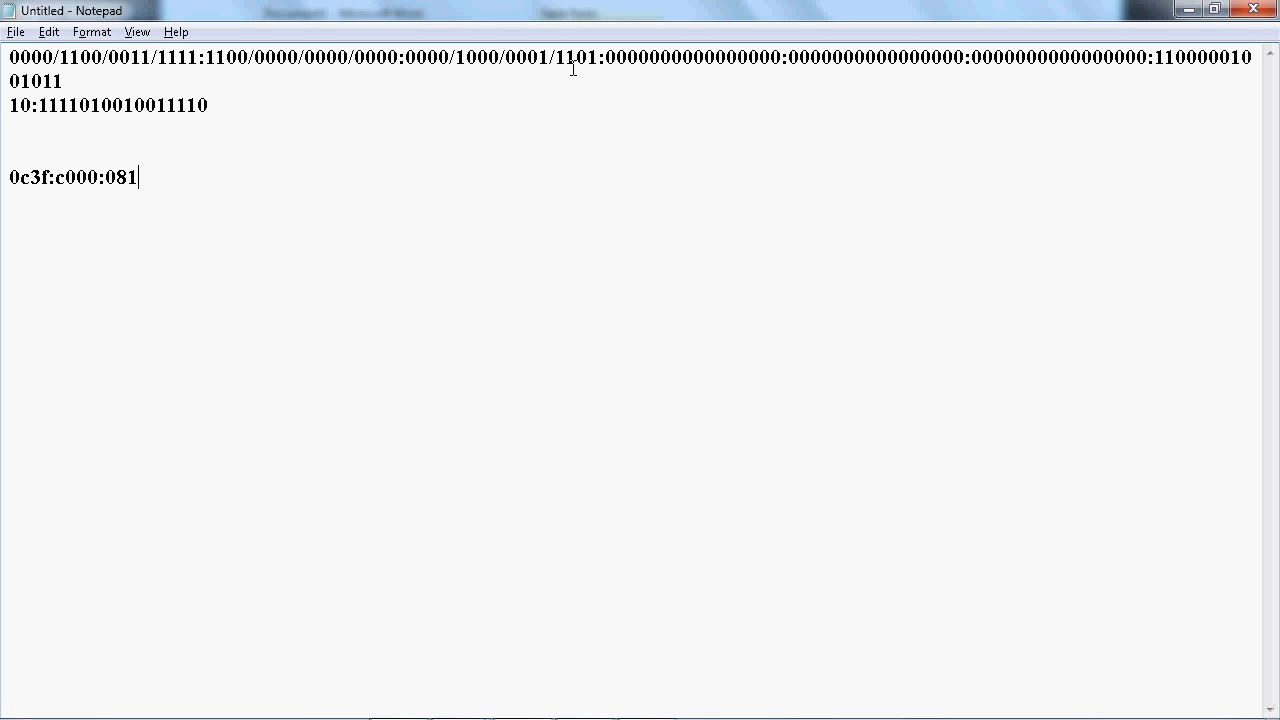 Untitled - Notepad
File Edit Format View Help
0000/1100/0011/1111:1100/0000/0000/0000:0000/1000/0001/1101:0000000000000000:0000000000000000:0000000000000000:110000010
01011
10:1111010010011110
0c3f:c000:081